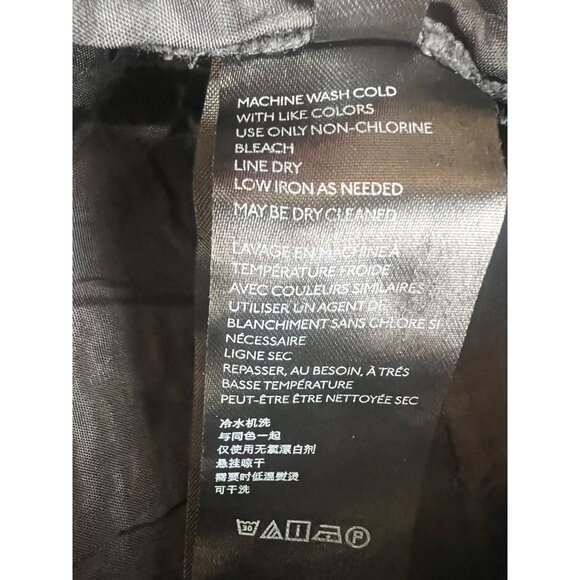 MACHINE WASH COLD
WITH LIKE COLORS
USE ONLY NON-CHLORINE
BLEACH
LINE DRY
LOW IRON AS NEEDED
MAY BE DRY CLEANED
LAVAGE EN MACHINE À
TEMPÉRATURE FROIDE
AVEC COULEURS SIMILAIRES
UTILISER UN AGENT DE
BLANCHIMENT SANS CHLORE SI
NÉCESSAIRE
LIGNE SEC
REPASSER, AU BESOIN, À TRÉS
BASSE TEMPÉRATURE
PEUT-ÊTRE ÊTRE NETTOYÉE SEC
冷水机洗
与同色一起
仅使用无氯漂白剂
悬挂晾干
需要时低温熨烫
可干洗
30 P